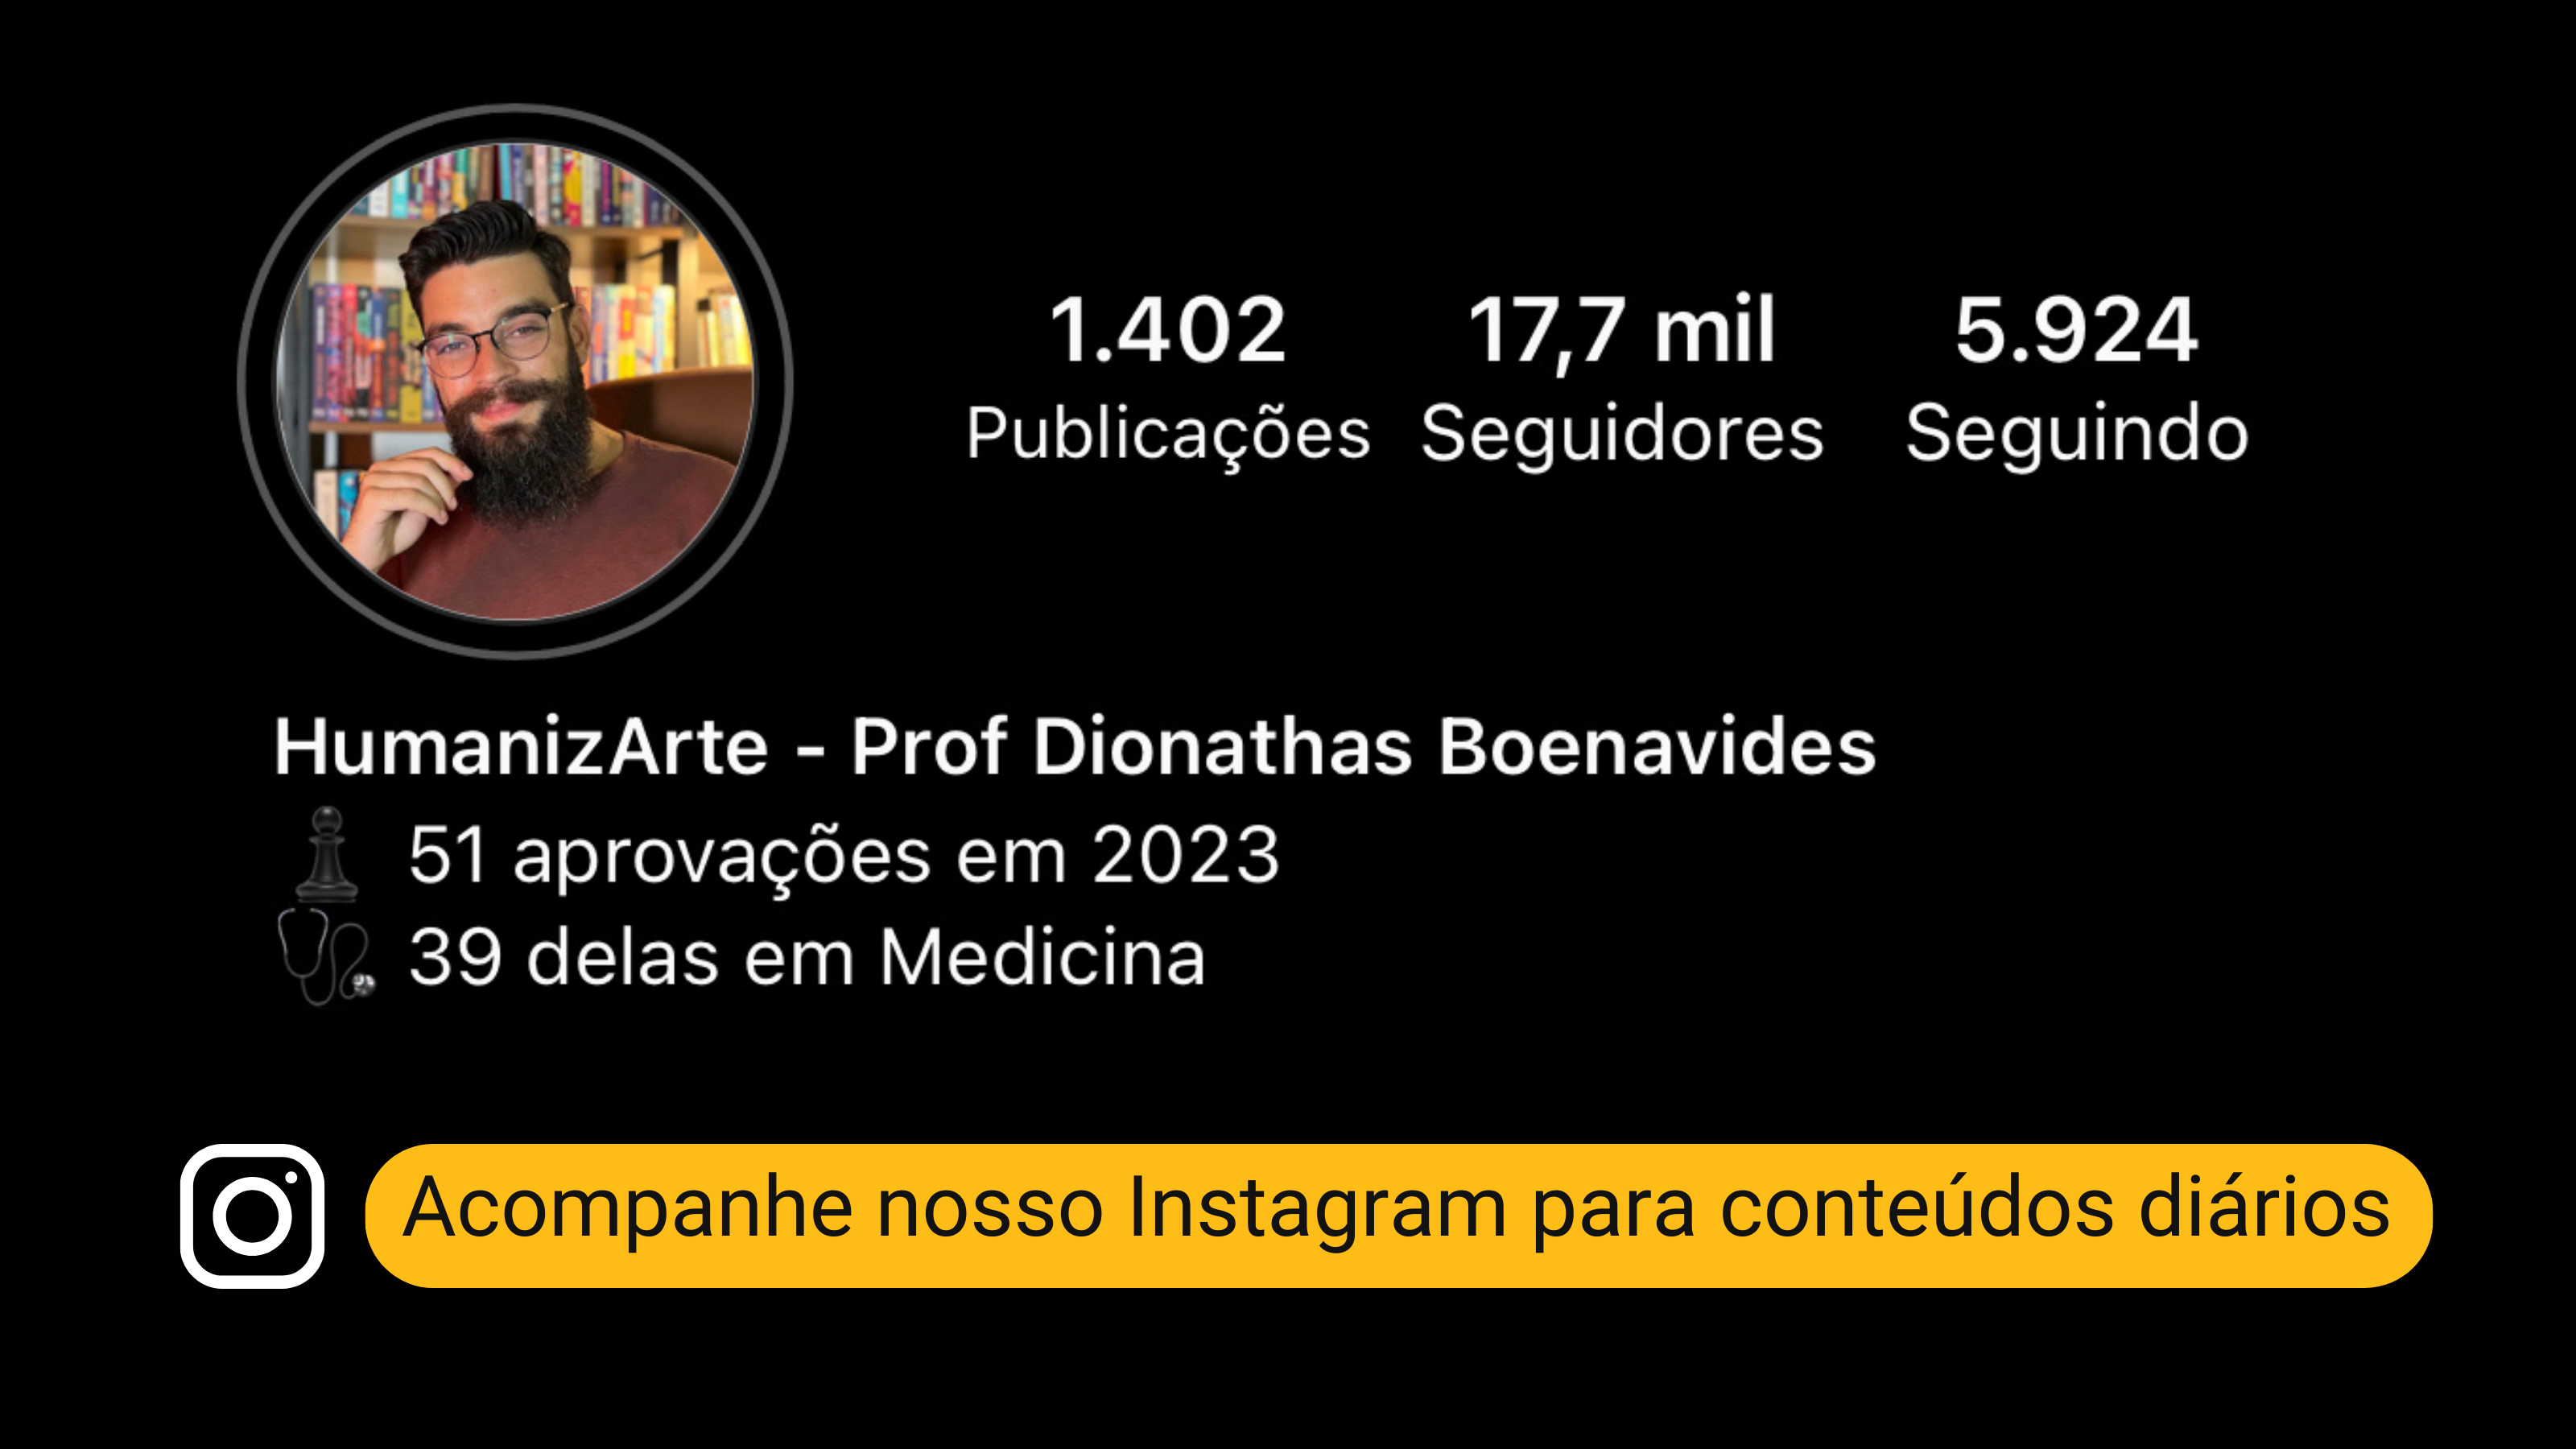 1.402 17,7 mil 5.924
Publicações Seguidores Seguindo
HumanizArte - Prof Dionathas Boenavides
51 aprovações em 2023
39 delas em Medicina
Acompanhe nosso Instagram para conteúdos diários